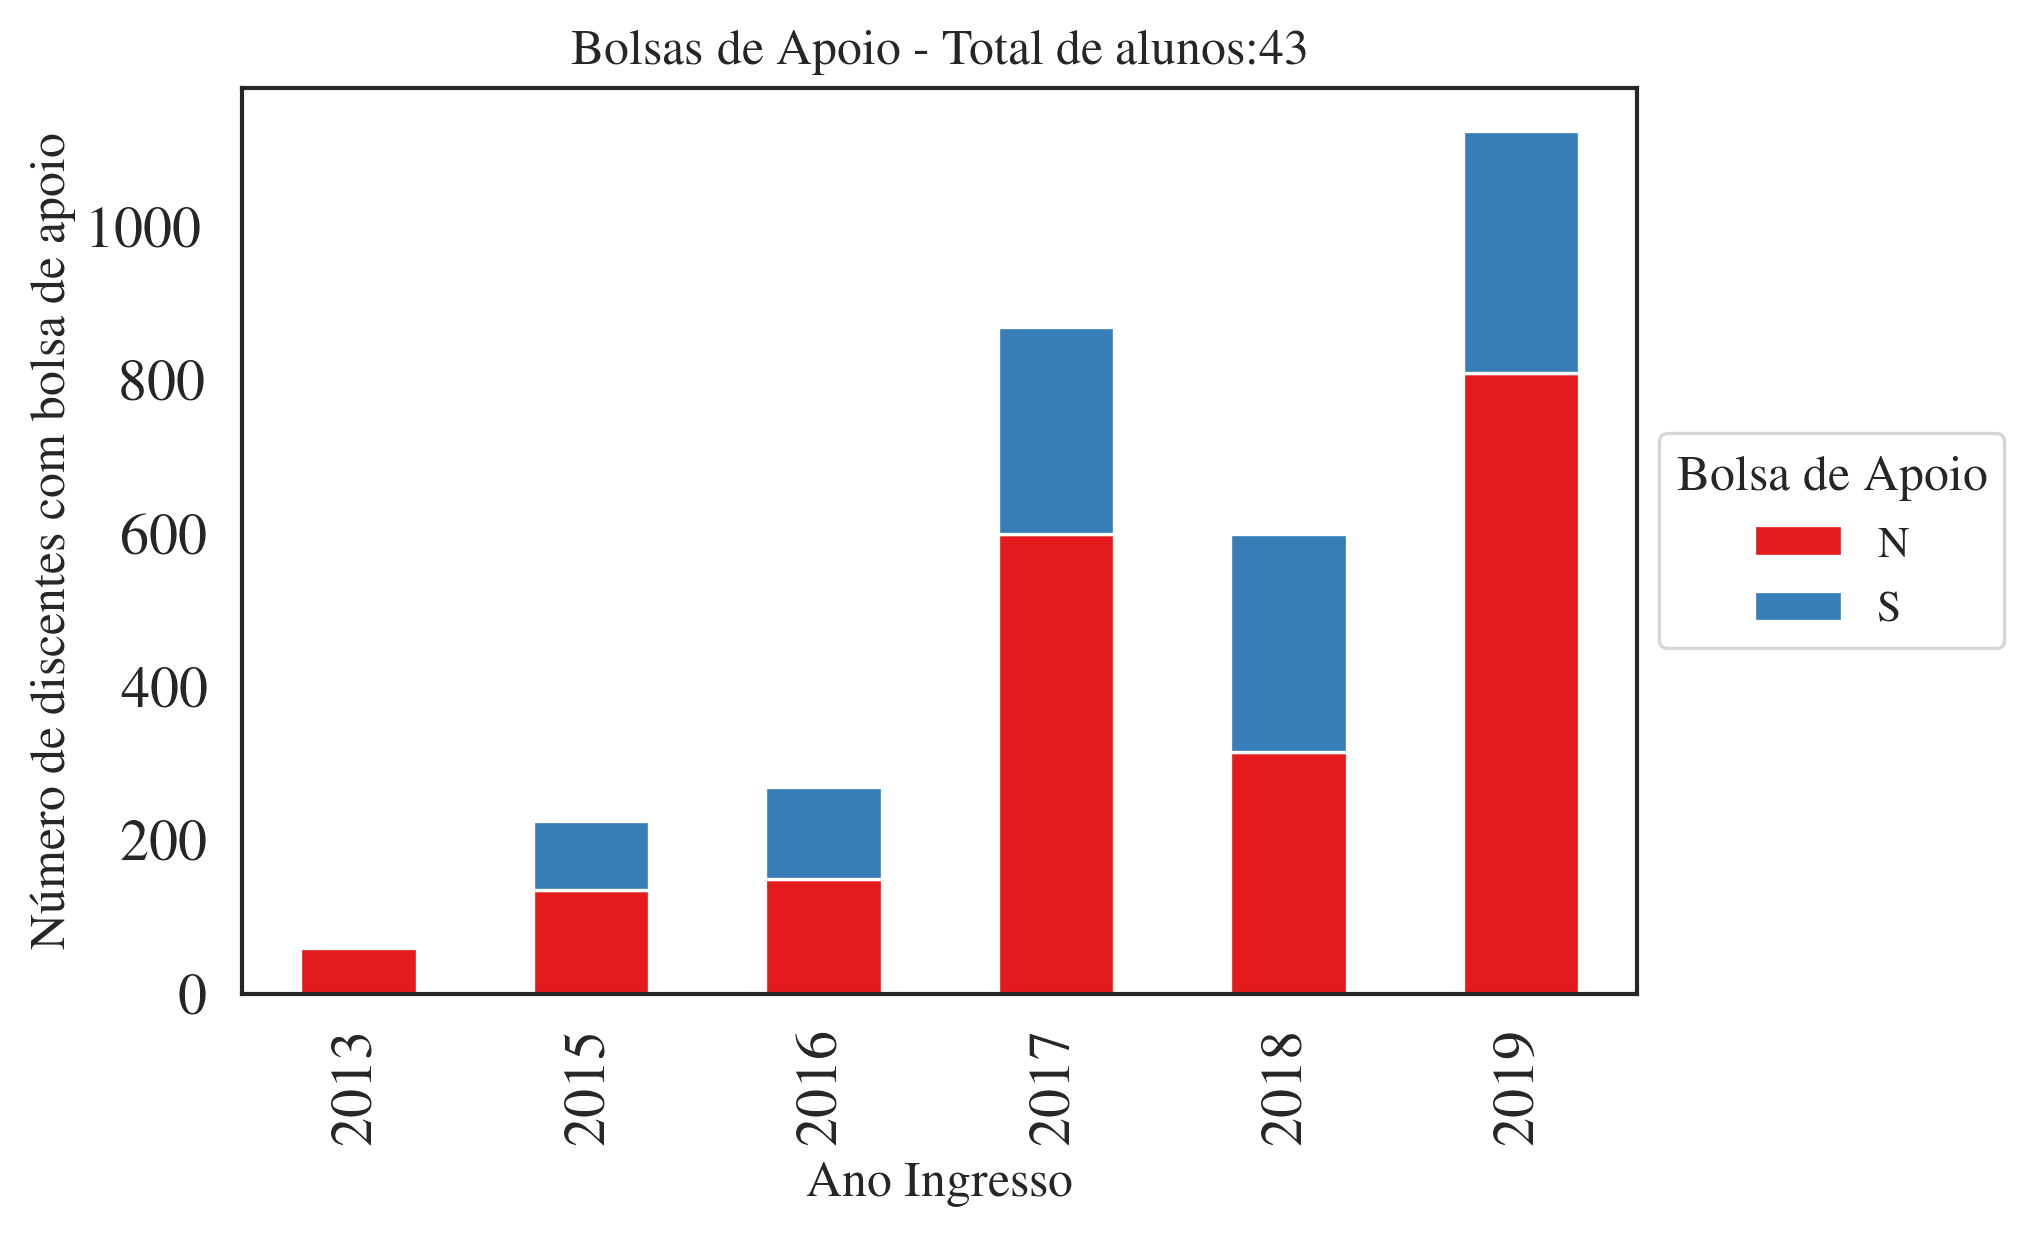 Bolsas de Apoio - Total de alunos:43
Número de discentes com bolsa de apoio
1000
800
600
400
200
0
2013
2015
2016
2017
2018
2019
Ano Ingresso
Bolsa de Apoio
N
S